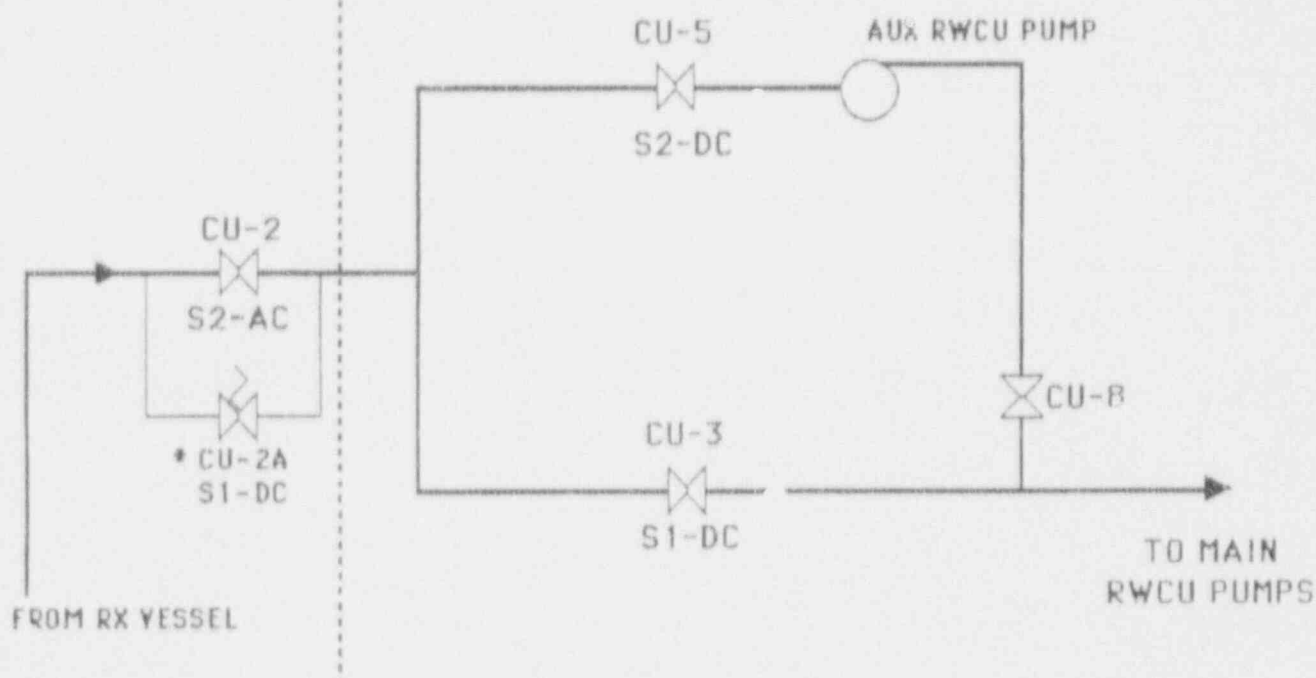 CU-5
AUX RWCU PUMP
S2-DC
CU-2
S2-AC
* CU-2A
S1-DC
CU-8
CU-3
S1-DC
TO MAIN
RWCU PUMPS
FROM RX VESSEL